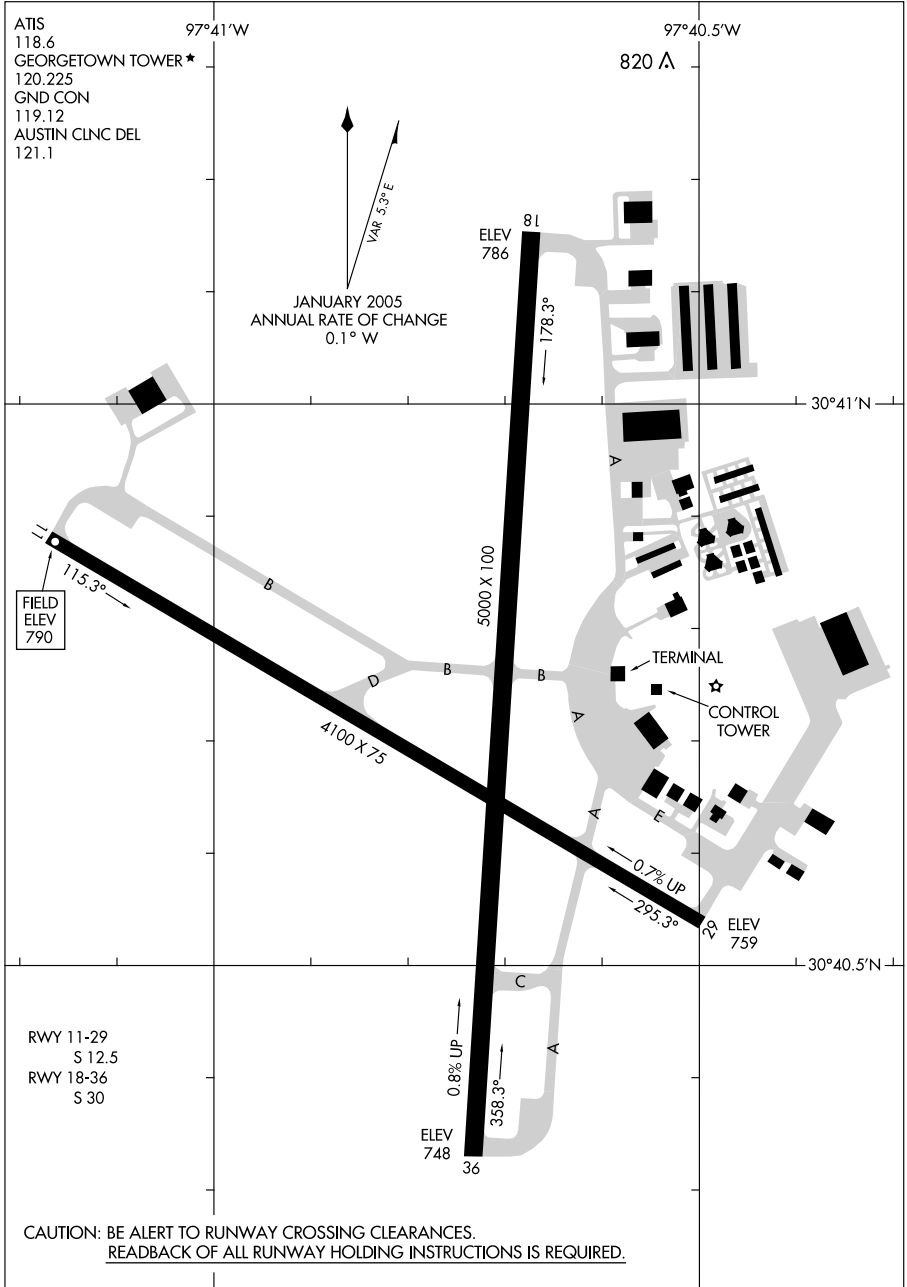 ATIS
118.6
GEORGETOWN TOWER★
120.225
GND CON
119.12
AUSTIN CLNC DEL
121.1
97°41'W
97°40.5'W
820
VAR 5.3° E
JANUARY 2005
ANNUAL RATE OF CHANGE
0.1° W
ELEV
786
18
178.3°
30°41'N
A
11
115.3°
FIELD
ELEV
790
B
5000 X 100
D
B
B
TERMINAL
A
CONTROL
TOWER
4100 X 75
A
E
0.7% UP
295.3°
29
ELEV
759
30°40.5'N
C
RWY 11-29
S 12.5
RWY 18-36
S 30
0.8% UP
358.3°
A
ELEV
748
36
CAUTION: BE ALERT TO RUNWAY CROSSING CLEARANCES.
READBACK OF ALL RUNWAY HOLDING INSTRUCTIONS IS REQUIRED.